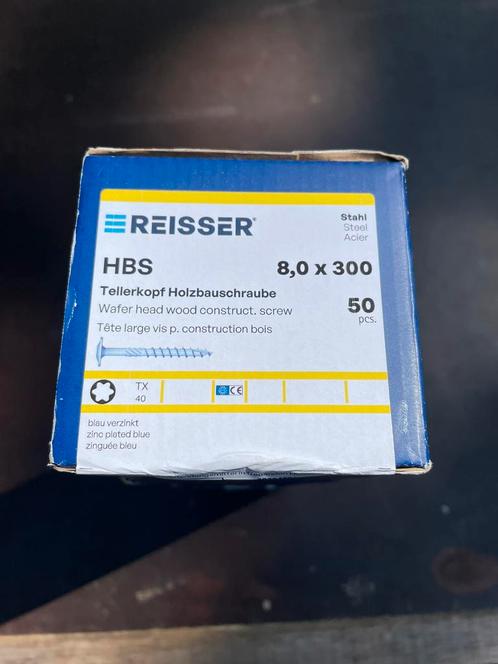 REISSER®
Stahl
Steel
Acier
HBS
8,0 x 300
Tellerkopf Holzbauschraube
Wafer head wood construct. screw
Tête large vis p. construction bois
50
pcs.
TX
40
CE
blau verzinkt
zinc plated blue
zinguée bleu